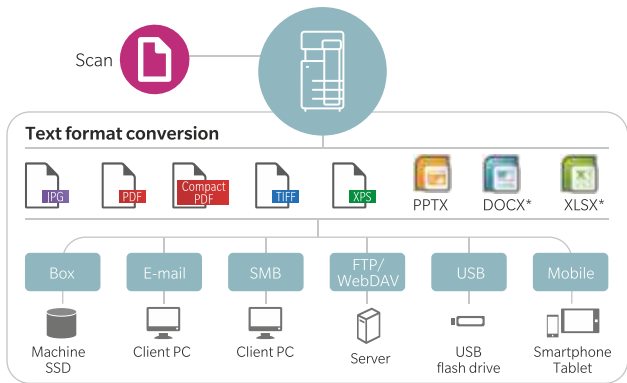 Scan
Text format conversion
JPG
PDF
Compact
PDF
TIFF
XPS
PPTX
DOCX*
XLSX*
Box
E-mail
SMB
FTP/
WebDAV
USB
Mobile
Machine
SSD
Client PC
Client PC
Server
USB
flash drive
Smartphone
Tablet